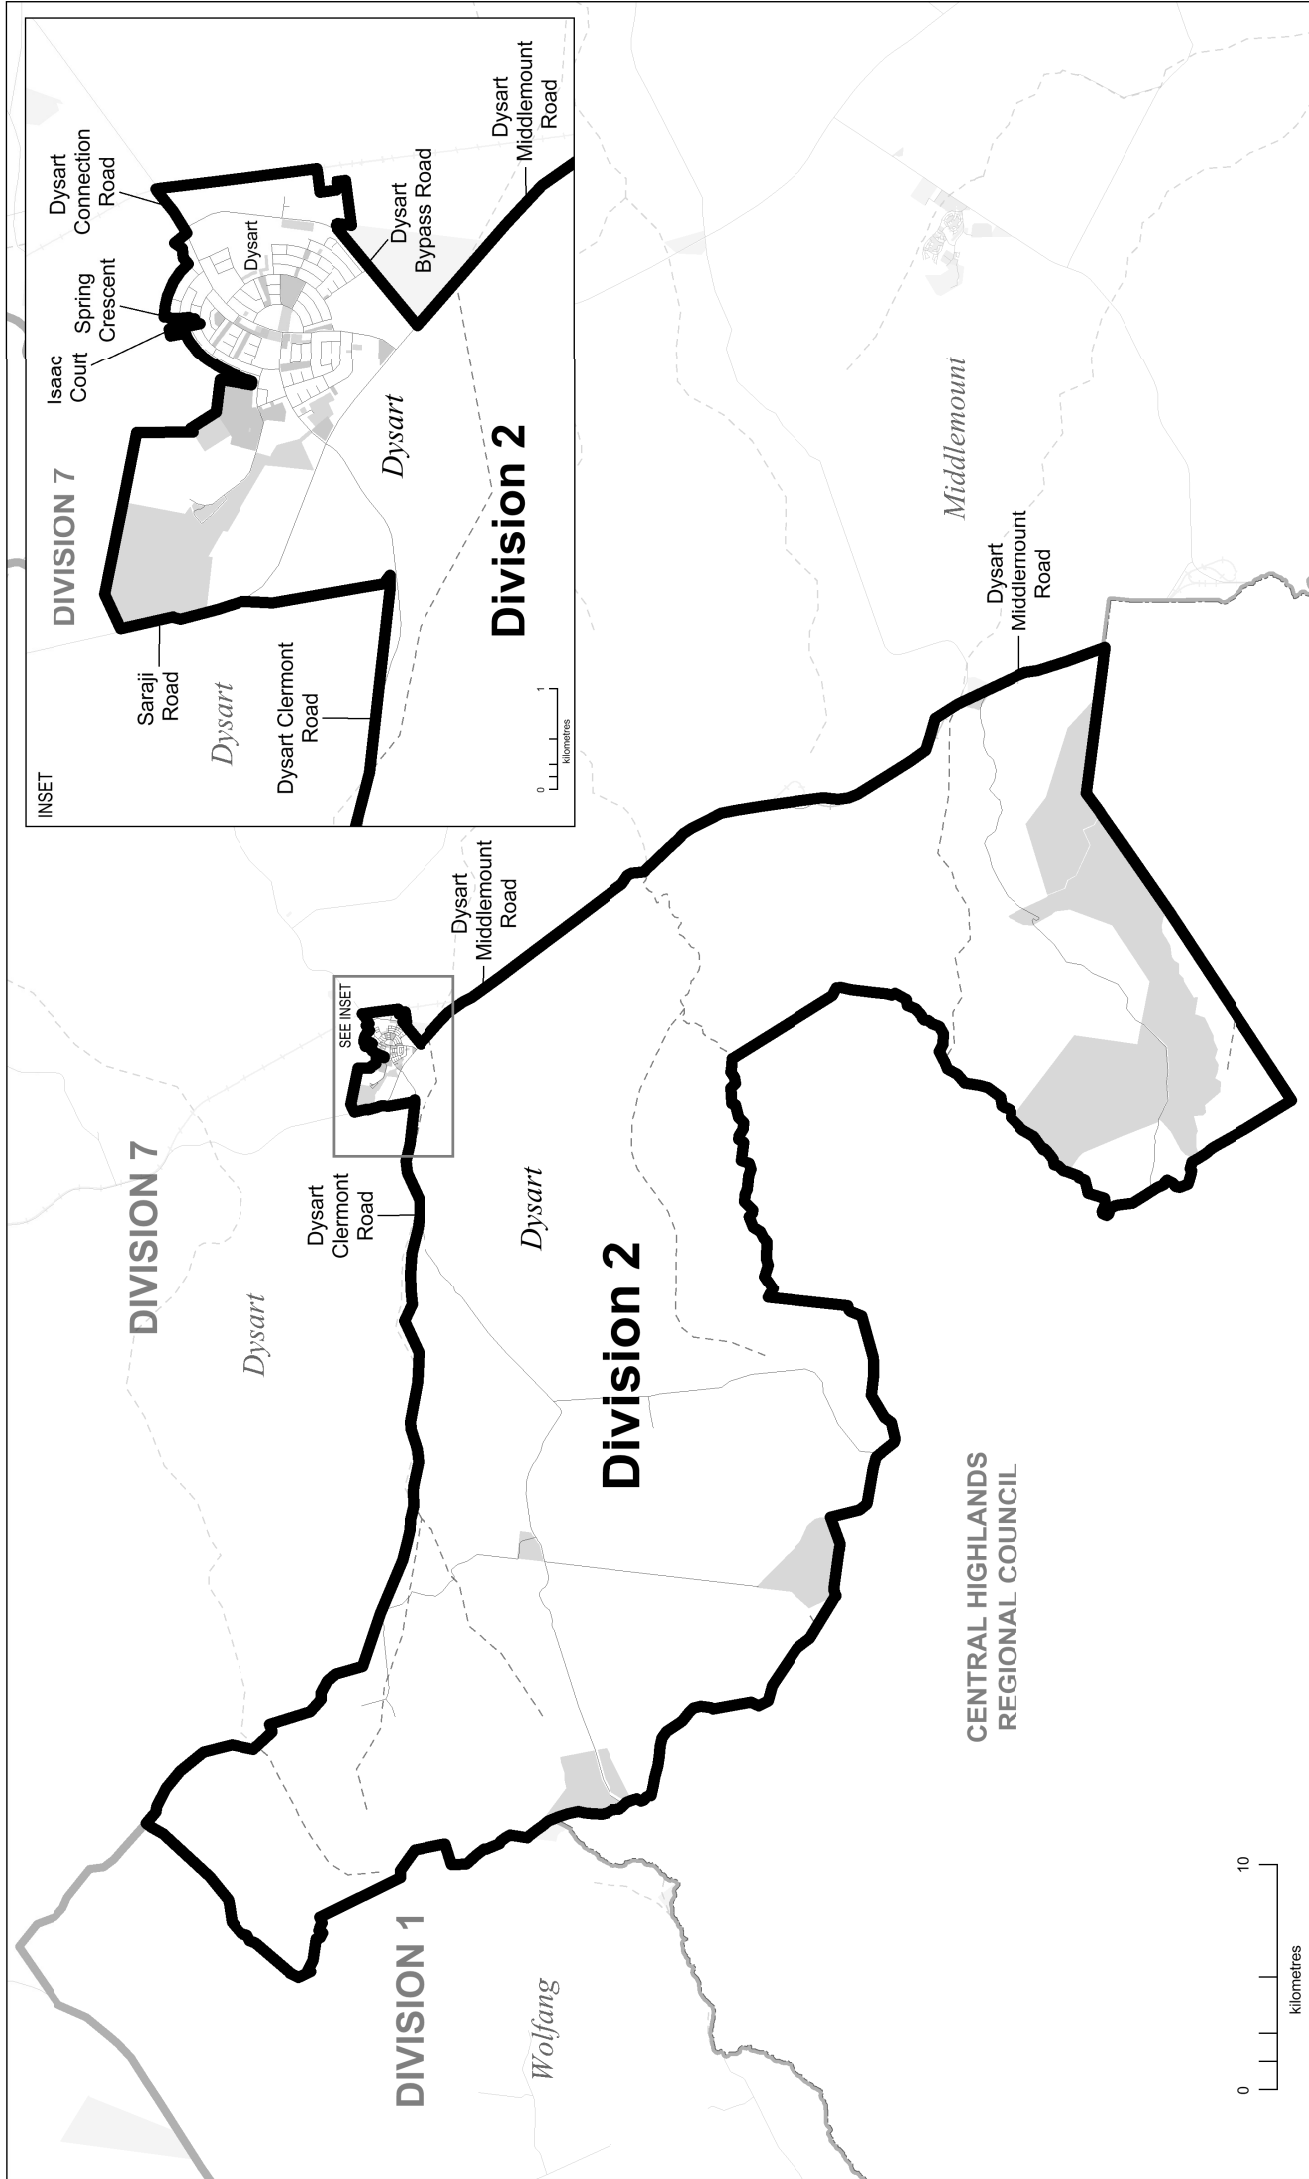 INSET
DIVISION 7
Saraji
Road
Dysart
Dysart Clermont
Road
Isaac
Court
Spring
Crescent
Dysart
Connection
Road
Dysart
Dysart
Bypass Road
Dysart
Middlemount
Road
Dysart
Division 2
0
1
kilometres
DIVISION 7
Dysart
Dysart
Clermont
Road
SEE INSET
Dysart
Middlemount
Road
Dysart
Division 2
Middlemount
Dysart
Middlemount
Road
DIVISION 1
Wolfang
CENTRAL HIGHLANDS
REGIONAL COUNCIL
0
10
kilometres